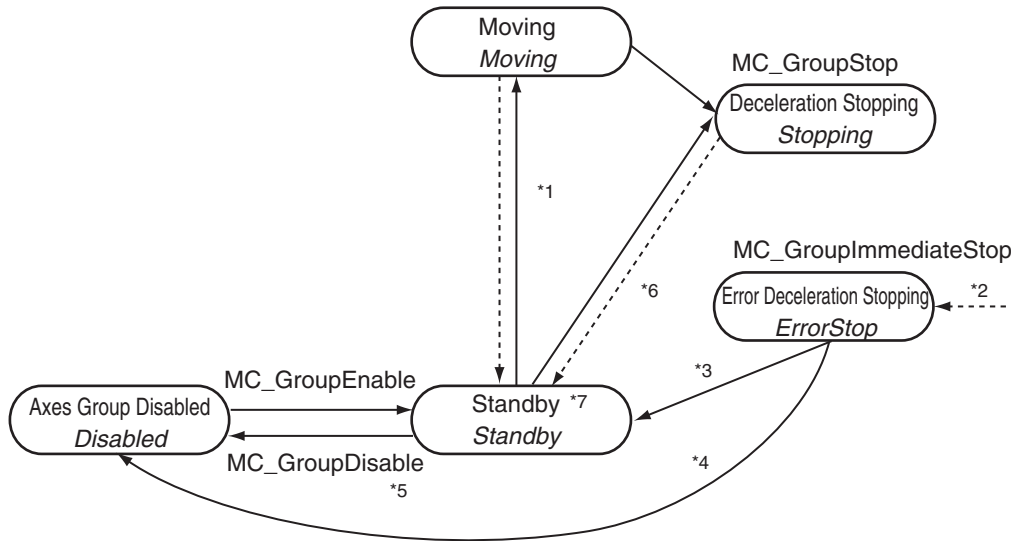 Moving
Moving
MC_GroupStop
Deceleration Stopping
Stopping
*1
MC_GroupImmediateStop
*6
Error Deceleration Stopping
ErrorStop
*2
*3
MC_GroupEnable
Axes Group Disabled
Disabled
Standby *7
Standby
MC_GroupDisable
*4
*5